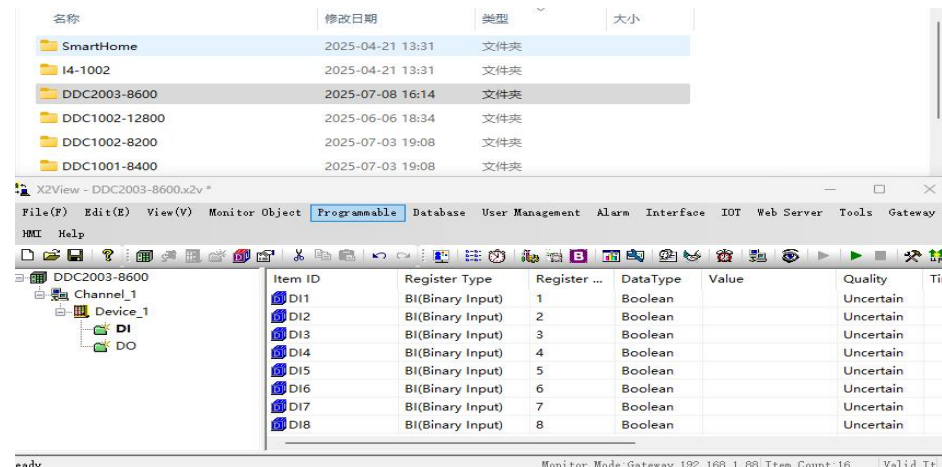 名称 修改日期 类型 大小
SmartHome 2025-04-21 13:31 文件夹
I4-1002 2025-04-21 13:31 文件夹
DDC2003-8600 2025-07-08 16:14 文件夹
DDC1002-12800 2025-06-06 18:34 文件夹
DDC1002-8200 2025-07-03 19:08 文件夹
DDC1001-8400 2025-07-03 19:08 文件夹
X2View - DDC2003-8600.x2v *
File(F) Edit(E) View(V) Monitor Object Programmable Database User Management Alarm Interface IOT Web Server Tools Gateway
HMI Help
DDC2003-8600
Channel_1
Device_1
DI
DO
Item ID Register Type Register ... DataType Value Quality Ti
DI1 BI(Binary Input) 1 Boolean Uncertain
DI2 BI(Binary Input) 2 Boolean Uncertain
DI3 BI(Binary Input) 3 Boolean Uncertain
DI4 BI(Binary Input) 4 Boolean Uncertain
DI5 BI(Binary Input) 5 Boolean Uncertain
DI6 BI(Binary Input) 6 Boolean Uncertain
DI7 BI(Binary Input) 7 Boolean Uncertain
DI8 BI(Binary Input) 8 Boolean Uncertain
eady Monitor Mode:Gateway 192.168.1.88 Item Count:16 Valid It